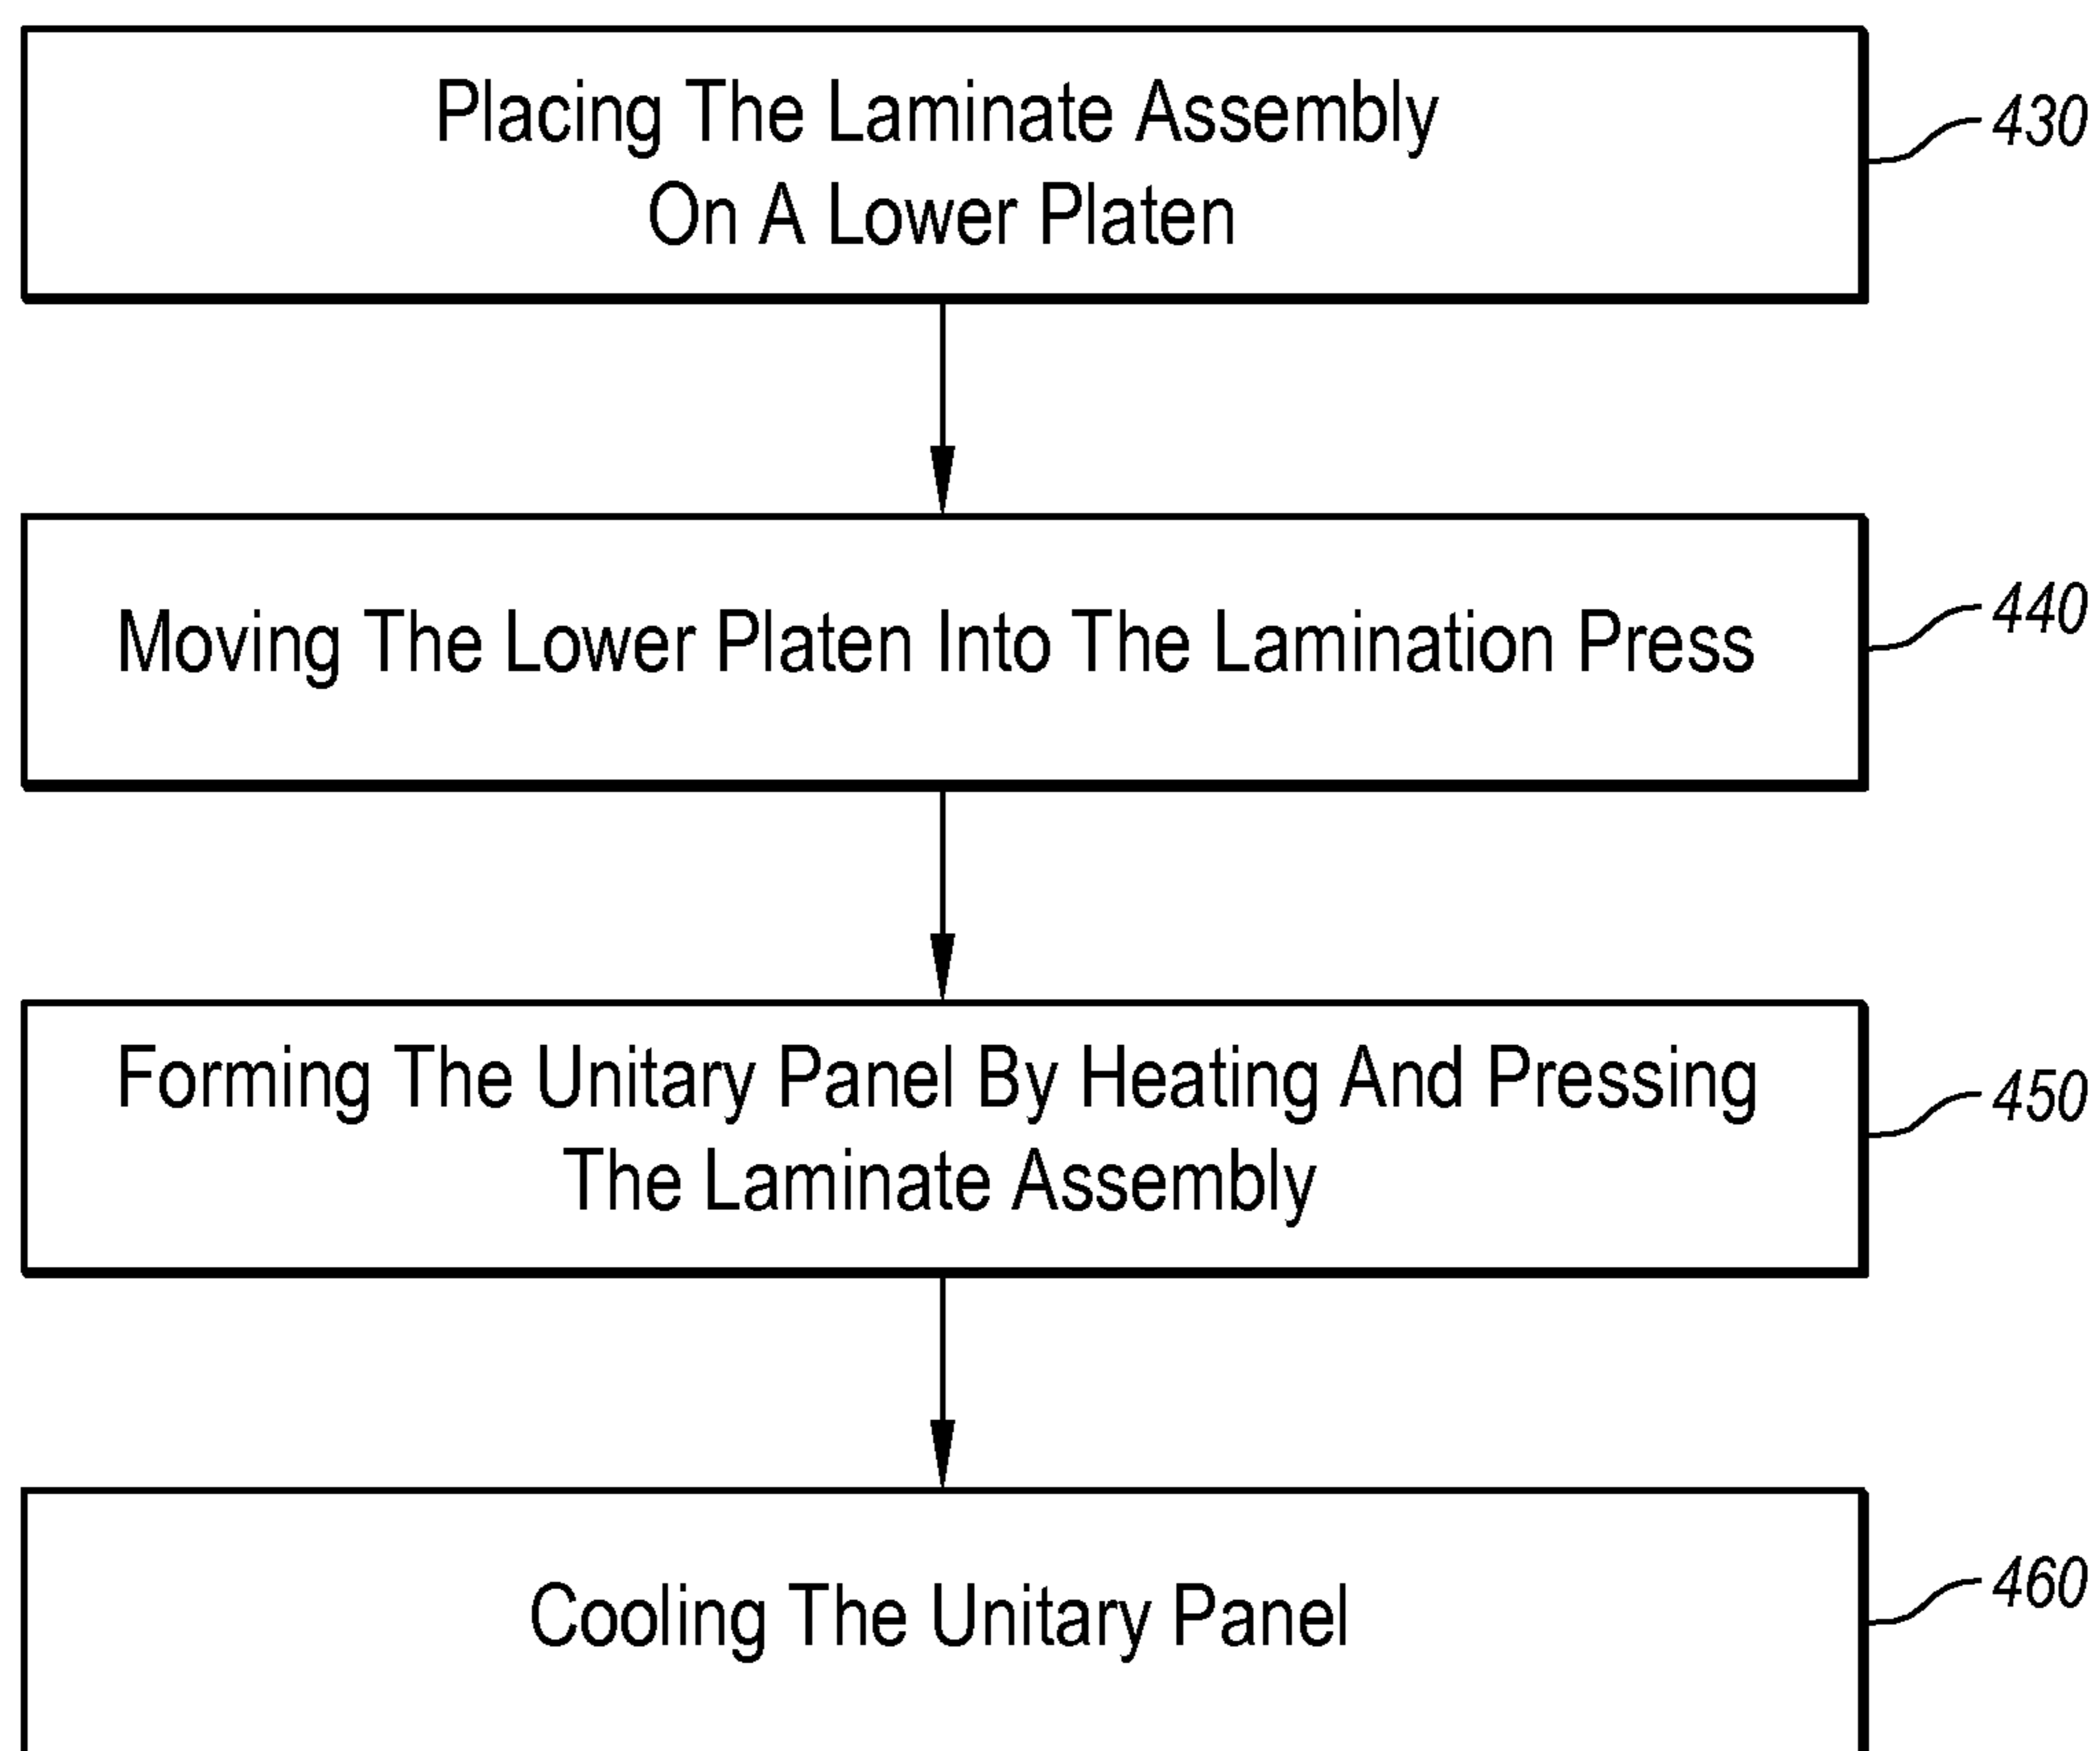 Placing The Laminate Assembly
On A Lower Platen
430
Moving The Lower Platen Into The Lamination Press
440
Forming The Unitary Panel By Heating And Pressing
The Laminate Assembly
450
Cooling The Unitary Panel
460